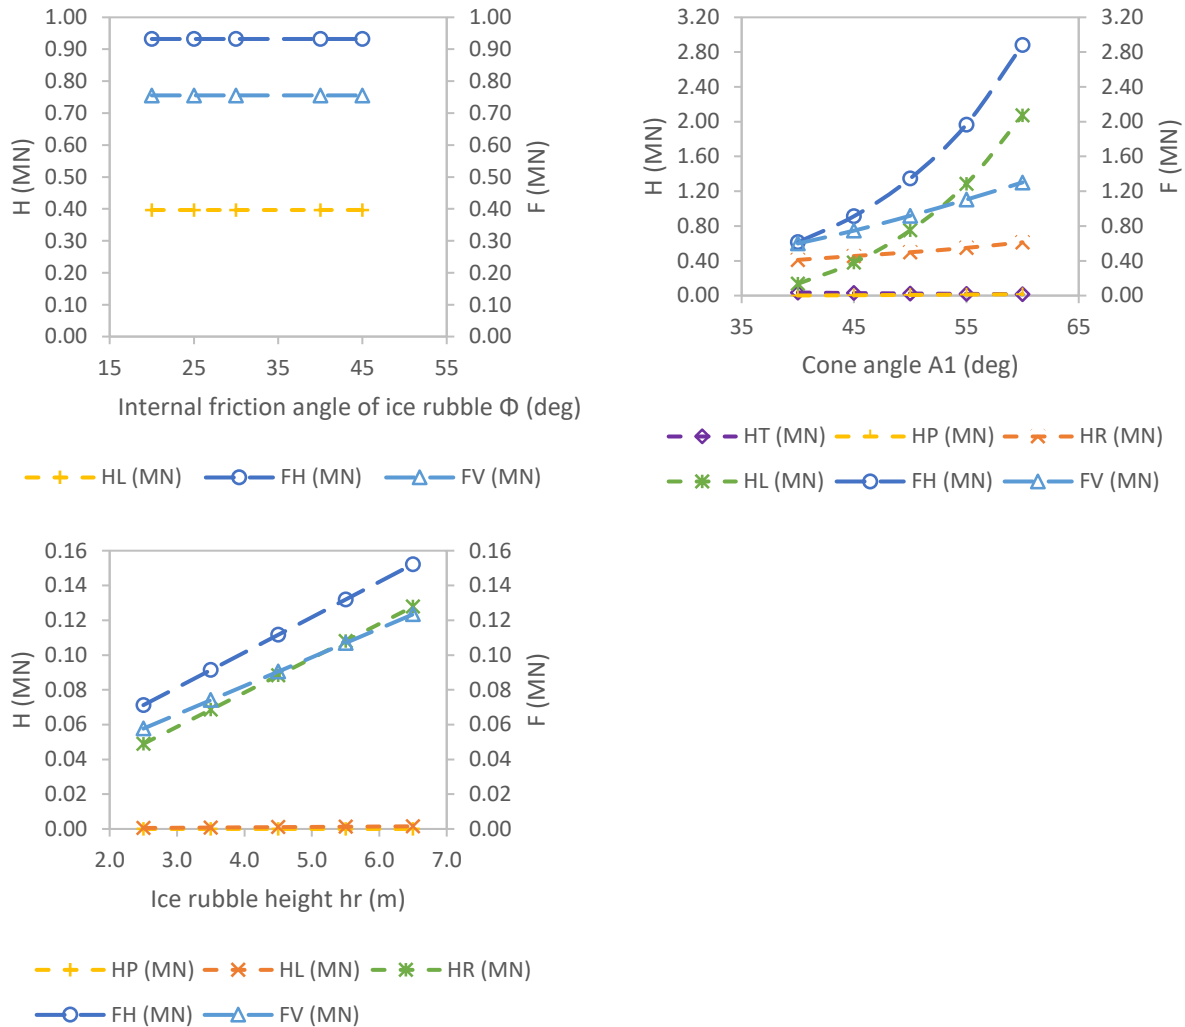 1.00 1.00
0.90 0.90
0.80 0.80
0.70 0.70
0.60 0.60
0.50 0.50
0.40 0.40
0.30 0.30
0.20 0.20
0.10 0.10
0.00 0.00
H (MN)
F (MN)
15 25 35 45 55
Internal friction angle of ice rubble Φ (deg)
HL (MN) FH (MN) FV (MN)
3.20 3.20
2.80 2.80
2.40 2.40
2.00 2.00
1.60 1.60
1.20 1.20
0.80 0.80
0.40 0.40
0.00 0.00
H (MN)
F (MN)
35 45 55 65
Cone angle A1 (deg)
HT (MN) HP (MN) HR (MN)
HL (MN) FH (MN) FV (MN)
0.16 0.16
0.14 0.14
0.12 0.12
0.10 0.10
0.08 0.08
0.06 0.06
0.04 0.04
0.02 0.02
0.00 0.00
H (MN)
F (MN)
2.0 3.0 4.0 5.0 6.0 7.0
Ice rubble height hr (m)
HP (MN) HL (MN) HR (MN)
FH (MN) FV (MN)